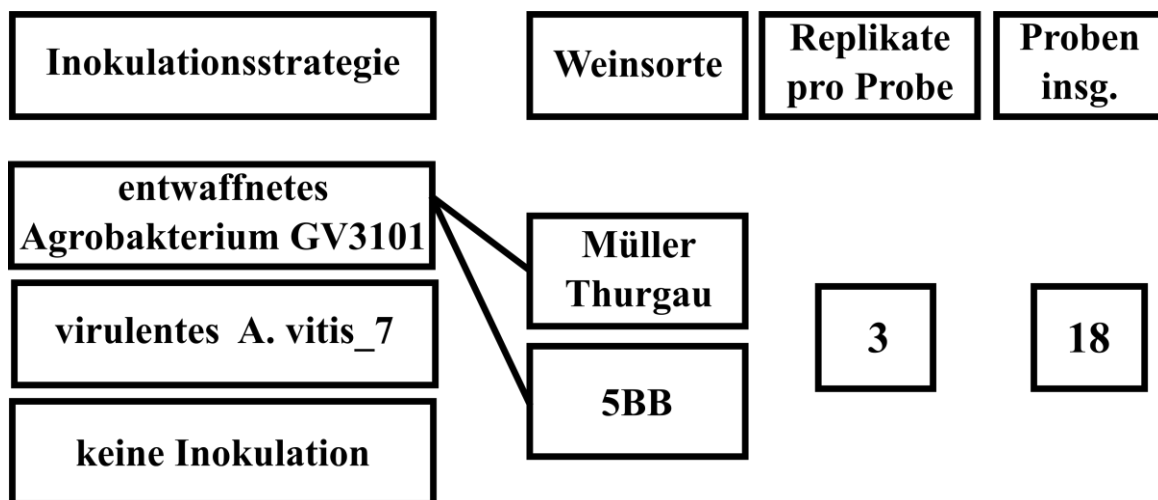 Inokulationsstrategie
Weinsorte
Replikate
pro Probe
Proben
insg.
entwaffnetes
Agrobakterium GV3101
virulentes A. vitis_7
keine Inokulation
Müller
Thurgau
5BB
3
18